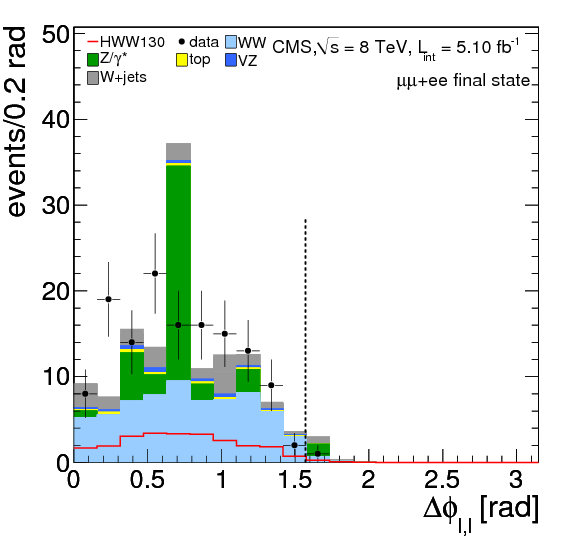 50
40
30
20
10
0
events/0.2 rad
HWW130 data WW
Z/γ* top VZ
W+jets
CMS,√s = 8 TeV, L_int = 5.10 fb⁻¹
μμ+ee final state
0 0.5 1 1.5 2 2.5 3
Δϕ_l,l [rad]